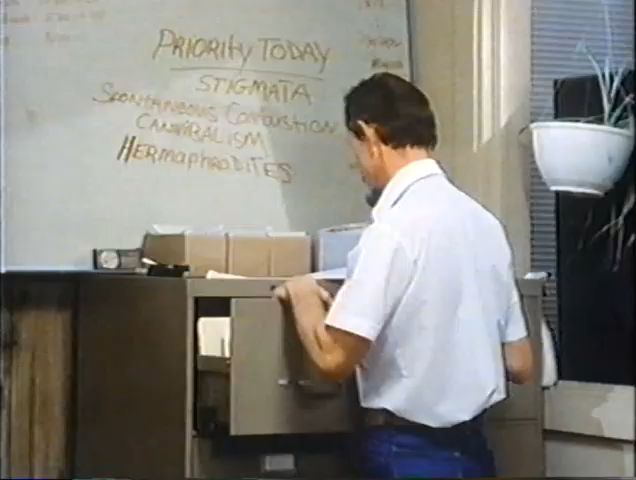 PRIORITY TODAY
STIGMATA
SPONTANEOUS COMBUSTION
CANNIBALISM
HERMAPHRODITES